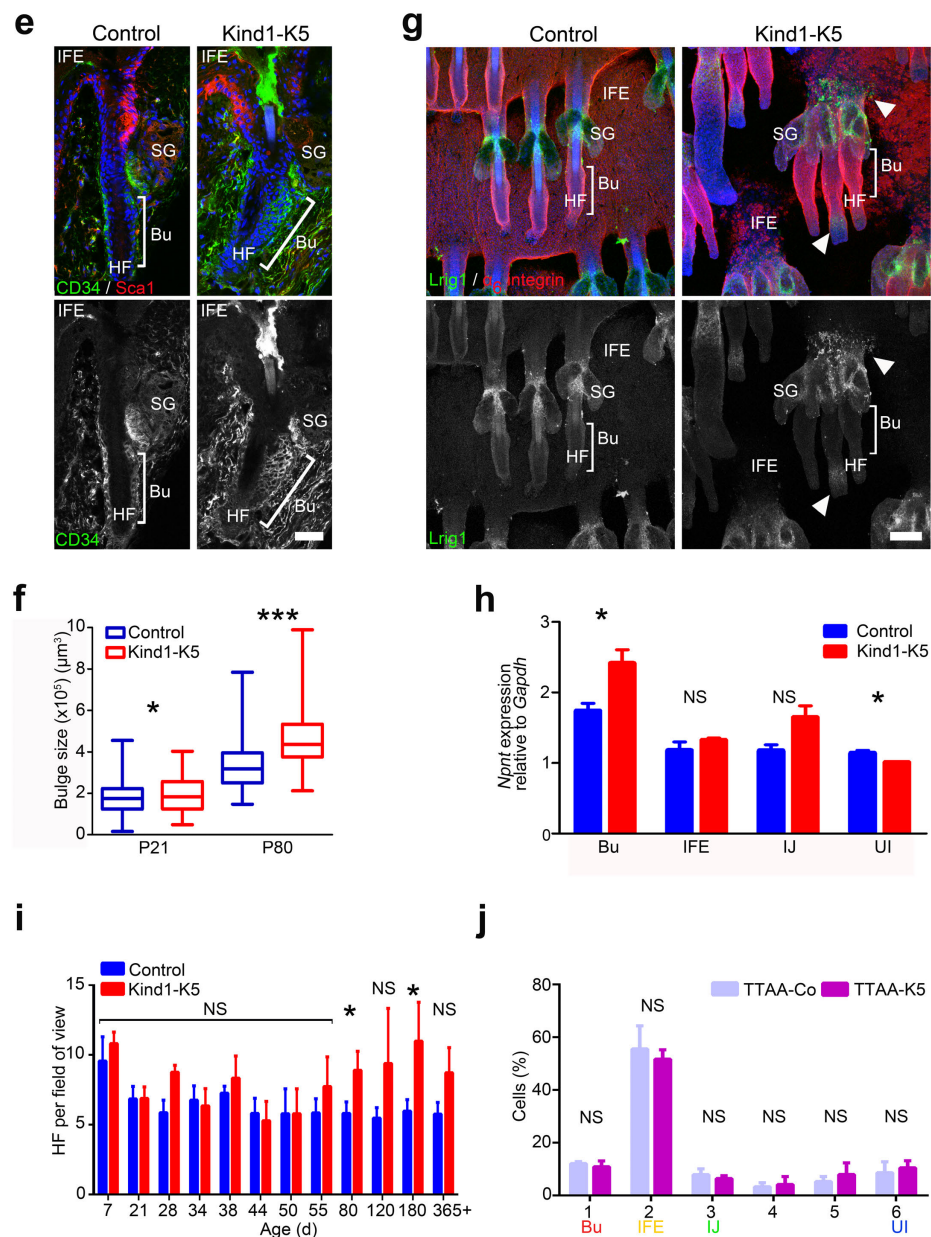 e
Control
Kind1-K5
IFE
SG
Bu
HF
CD34 / Sca1
IFE
SG
Bu
HF
IFE
SG
Bu
HF
CD34
IFE
SG
Bu
HF
g
Control
Kind1-K5
IFE
SG
Bu
HF
Lrig1 / α6 integrin
SG
Bu
HF
IFE
IFE
SG
Bu
HF
Lrig1
SG
Bu
HF
IFE
f
Control
Kind1-K5
Bulge size (x10⁵) (µm³)
10
8
6
4
2
0
*
***
P21
P80
h
Control
Kind1-K5
Npnt expression
relative to Gapdh
3
2
1
0
*
NS
NS
*
Bu
IFE
IJ
UI
i
Control
Kind1-K5
HF per field of view
15
10
5
0
NS
*
NS
*
NS
7
21
28
34
38
44
50
55
80
120
180
365+
Age (d)
j
TTAA-Co
TTAA-K5
Cells (%)
80
60
40
20
0
NS
NS
NS
NS
NS
NS
1
2
3
4
5
6
Bu
IFE
IJ
UI